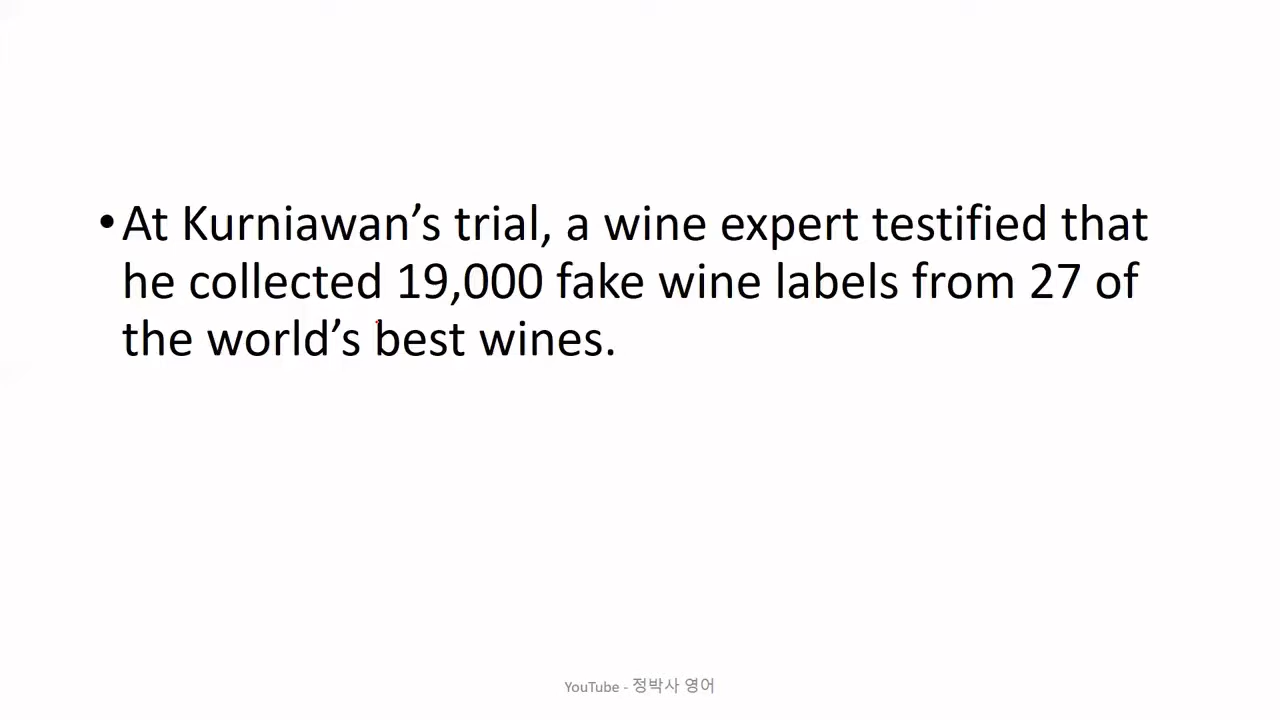 •At Kurniawan’s trial, a wine expert testified that
he collected 19,000 fake wine labels from 27 of
the world’s best wines.
YouTube - 정박사 영어